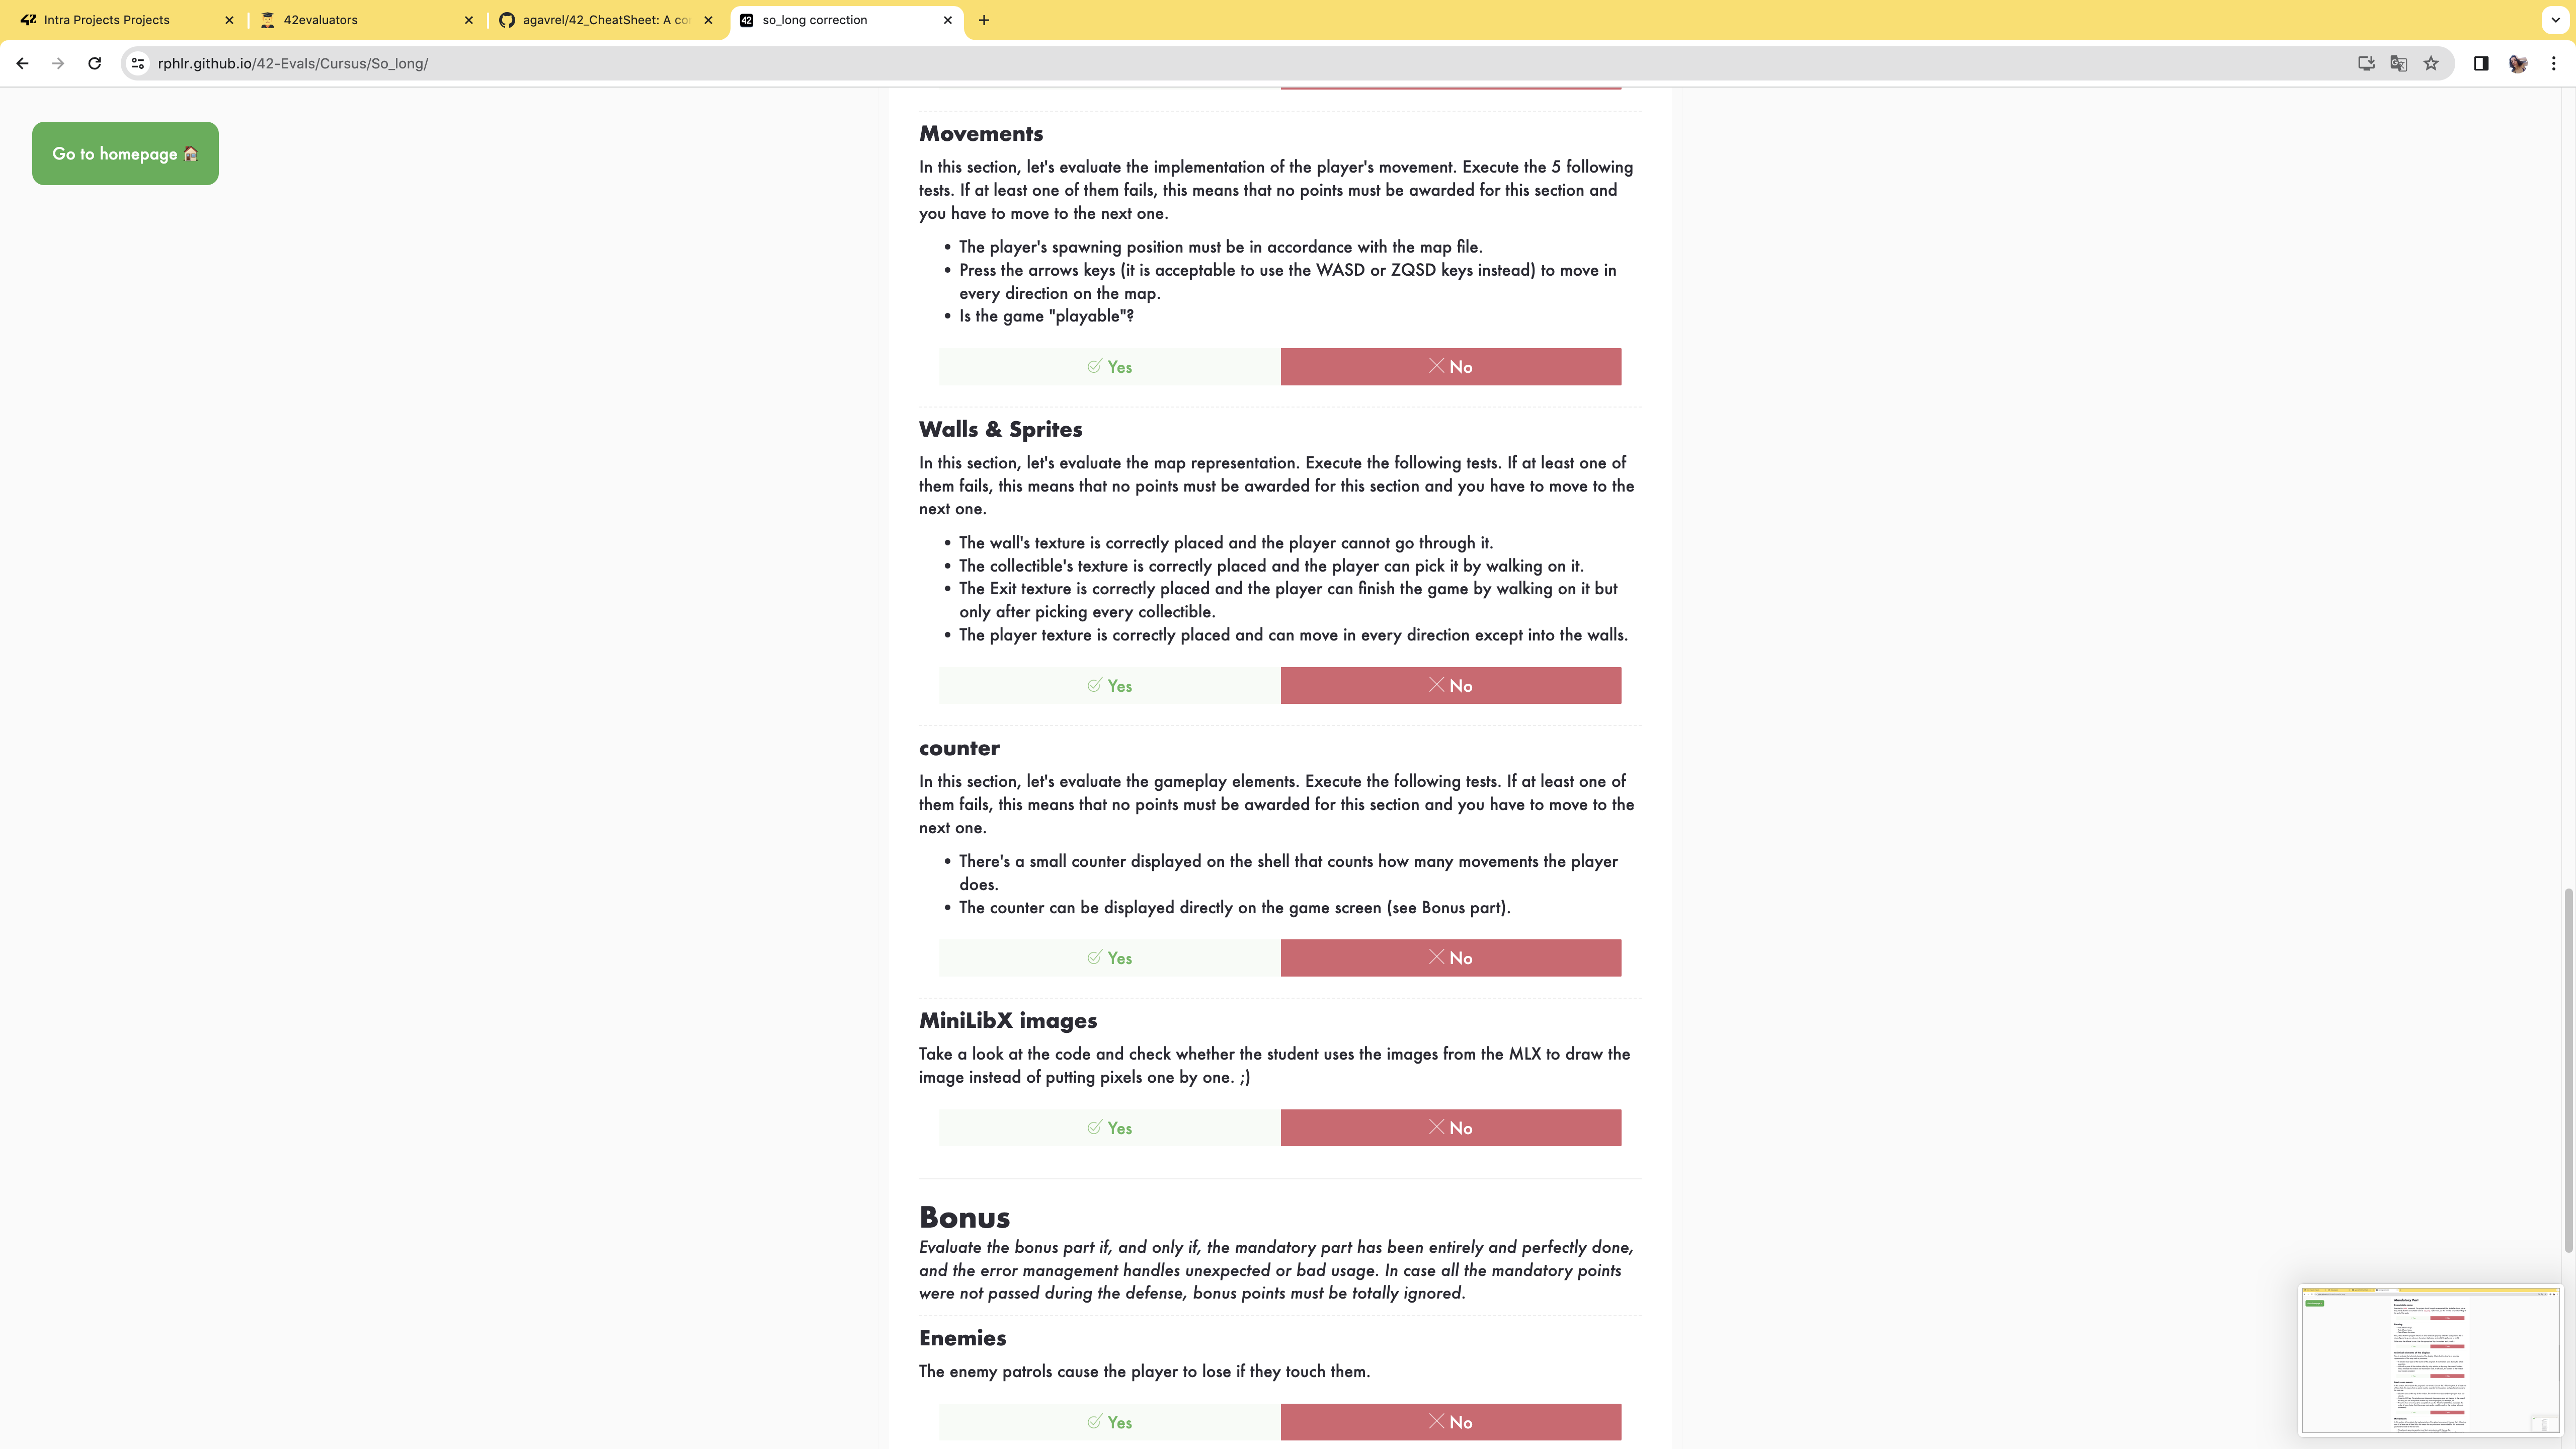 Intra Projects Projects
42evaluators
agavrel/42_CheatSheet: A co
so_long correction
rphlr.github.io/42-Evals/Cursus/So_long/
Go to homepage
Movements
In this section, let's evaluate the implementation of the player's movement. Execute the 5 following
tests. If at least one of them fails, this means that no points must be awarded for this section and
you have to move to the next one.
• The player's spawning position must be in accordance with the map file.
• Press the arrows keys (it is acceptable to use the WASD or ZQSD keys instead) to move in
every direction on the map.
• Is the game "playable"?
Yes
No
Walls & Sprites
In this section, let's evaluate the map representation. Execute the following tests. If at least one of
them fails, this means that no points must be awarded for this section and you have to move to the
next one.
• The wall's texture is correctly placed and the player cannot go through it.
• The collectible's texture is correctly placed and the player can pick it by walking on it.
• The Exit texture is correctly placed and the player can finish the game by walking on it but
only after picking every collectible.
• The player texture is correctly placed and can move in every direction except into the walls.
Yes
No
counter
In this section, let's evaluate the gameplay elements. Execute the following tests. If at least one of
them fails, this means that no points must be awarded for this section and you have to move to the
next one.
• There's a small counter displayed on the shell that counts how many movements the player
does.
• The counter can be displayed directly on the game screen (see Bonus part).
Yes
No
MiniLibX images
Take a look at the code and check whether the student uses the images from the MLX to draw the
image instead of putting pixels one by one. ;)
Yes
No
Bonus
Evaluate the bonus part if, and only if, the mandatory part has been entirely and perfectly done,
and the error management handles unexpected or bad usage. In case all the mandatory points
were not passed during the defense, bonus points must be totally ignored.
Enemies
The enemy patrols cause the player to lose if they touch them.
Yes
No